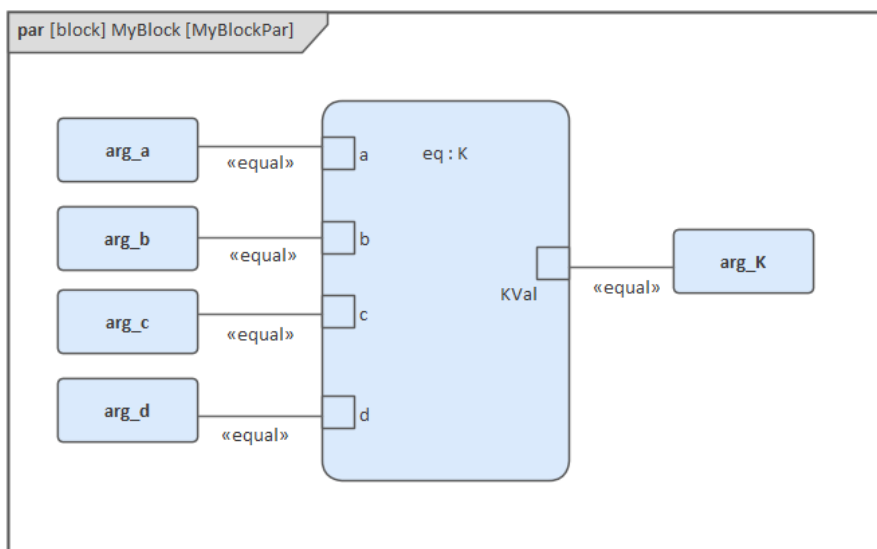 par [block] MyBlock [MyBlockPar]
arg_a
«equal»
a
eq : K
arg_b
«equal»
b
arg_K
KVal
«equal»
arg_c
«equal»
c
arg_d
«equal»
d